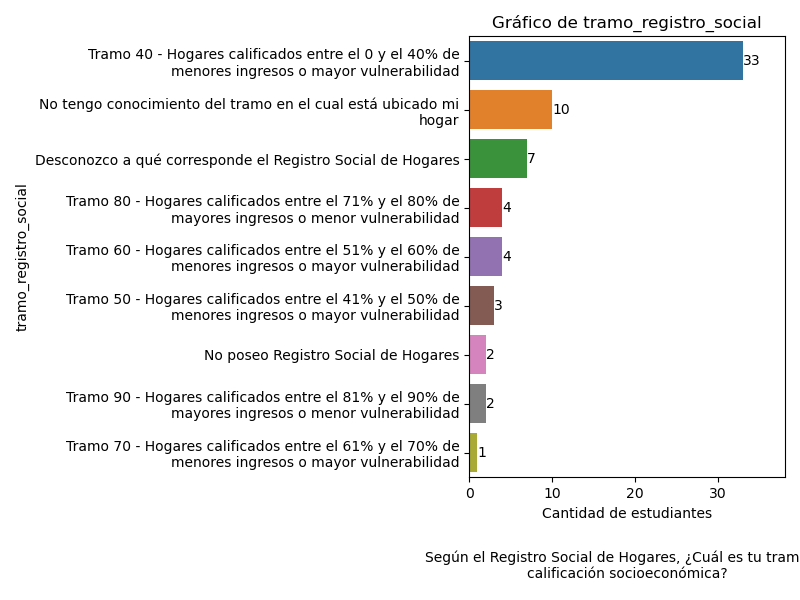 Gráfico de tramo_registro_social
Tramo 40 - Hogares calificados entre el 0 y el 40% de
menores ingresos o mayor vulnerabilidad
33
No tengo conocimiento del tramo en el cual está ubicado mi
hogar
10
Desconozco a qué corresponde el Registro Social de Hogares
7
Tramo 80 - Hogares calificados entre el 71% y el 80% de
mayores ingresos o menor vulnerabilidad
4
Tramo 60 - Hogares calificados entre el 51% y el 60% de
menores ingresos o mayor vulnerabilidad
4
Tramo 50 - Hogares calificados entre el 41% y el 50% de
menores ingresos o mayor vulnerabilidad
3
No poseo Registro Social de Hogares
2
Tramo 90 - Hogares calificados entre el 81% y el 90% de
mayores ingresos o menor vulnerabilidad
2
Tramo 70 - Hogares calificados entre el 61% y el 70% de
menores ingresos o mayor vulnerabilidad
1
tramo_registro_social
0 10 20 30
Cantidad de estudiantes
Según el Registro Social de Hogares, ¿Cuál es tu tram
calificación socioeconómica?